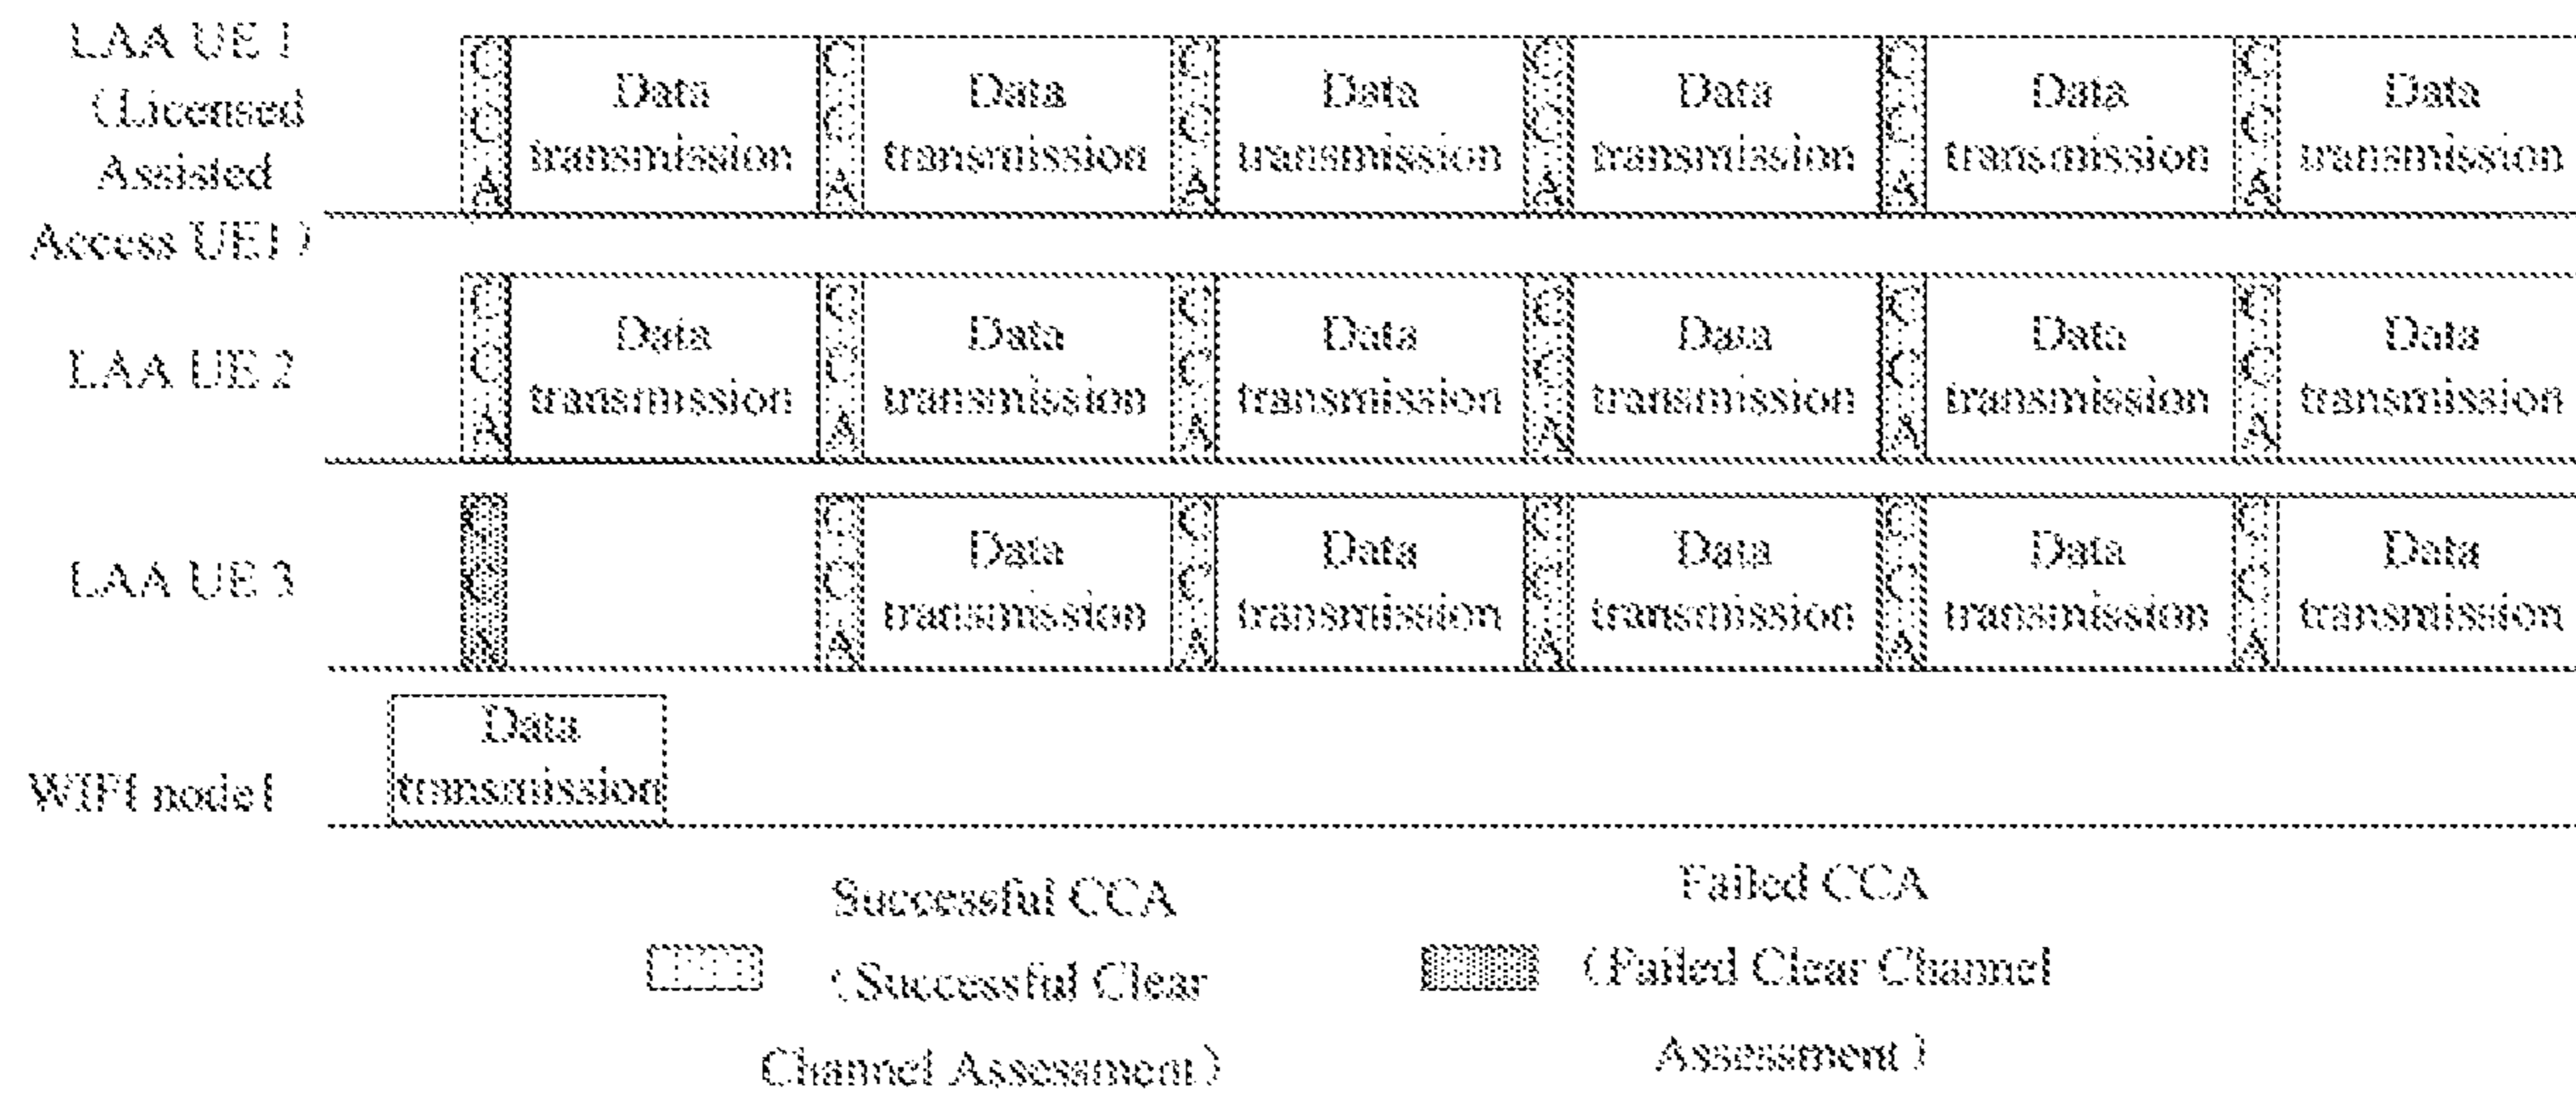 LAA UE 1
(Licensed
Assisted
Access UE1)
C C A Data transmission C C A Data transmission C C A Data transmission C C A Data transmission C C A Data transmission C C A Data transmission
LAA UE 2
C C A Data transmission C C A Data transmission C C A Data transmission C C A Data transmission C C A Data transmission C C A Data transmission
LAA UE 3
C C A C C A Data transmission C C A Data transmission C C A Data transmission C C A Data transmission C C A Data transmission
WIFI node1
Data
transmission
Successful CCA
(Successful Clear
Channel Assessment)
Failed CCA
(Failed Clear Channel
Assessment)